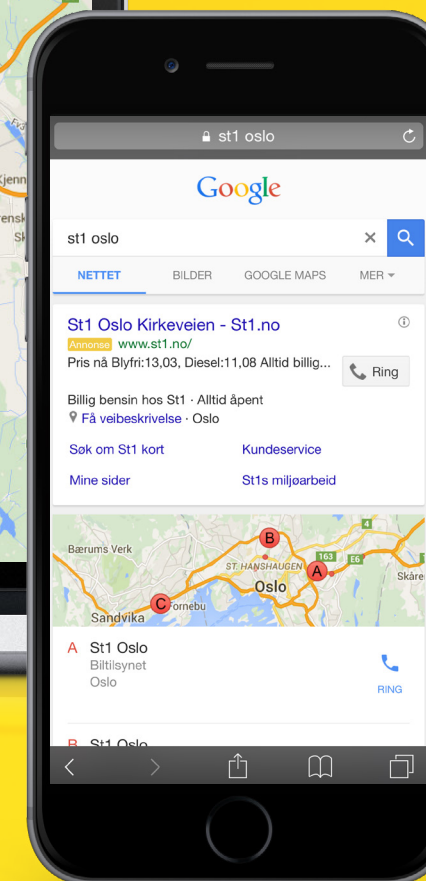 st1 oslo
Google
st1 oslo
NETTET BILDER GOOGLE MAPS MER
St1 Oslo Kirkeveien - St1.no
Annonse www.st1.no/
Pris nå Blyfri:13,03, Diesel:11,08 Alltid billig...
Ring
Billig bensin hos St1 · Alltid åpent
Få veibeskrivelse · Oslo
Søk om St1 kort Kundeservice
Mine sider St1s miljøarbeid
Bærums Verk
B
4
ST. HANSHAUGEN
163
E6
A
Oslo
C
Fornebu
Sandvika
A St1 Oslo
Biltilsynet
Oslo
RING
B St1 Oslo